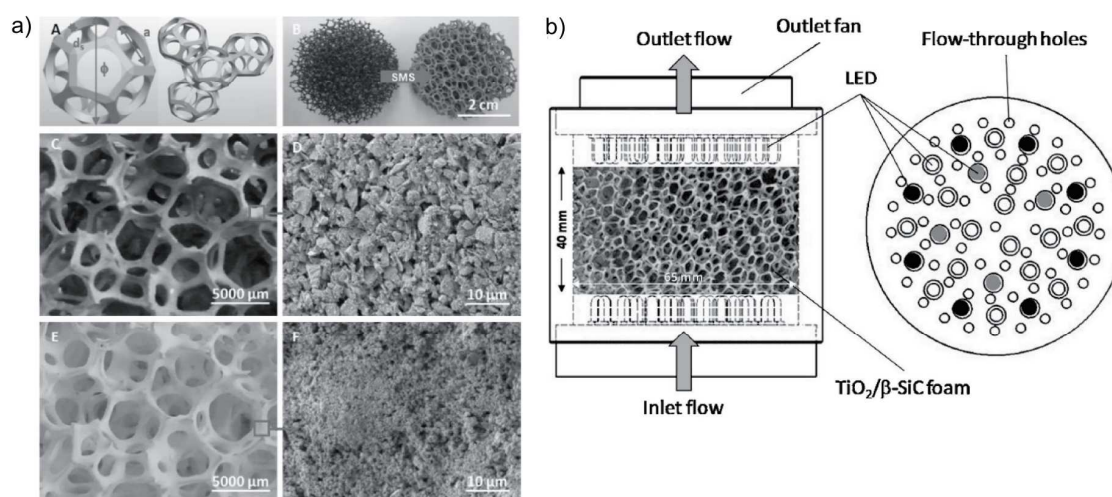 a)
A
d
a
ϕ
B
SMS
2 cm
C
5000 µm
D
10 µm
E
5000 µm
F
10 µm
b)
Outlet flow
Outlet fan
LED
Flow-through holes
40 mm
65 mm
Inlet flow
TiO₂/β-SiC foam